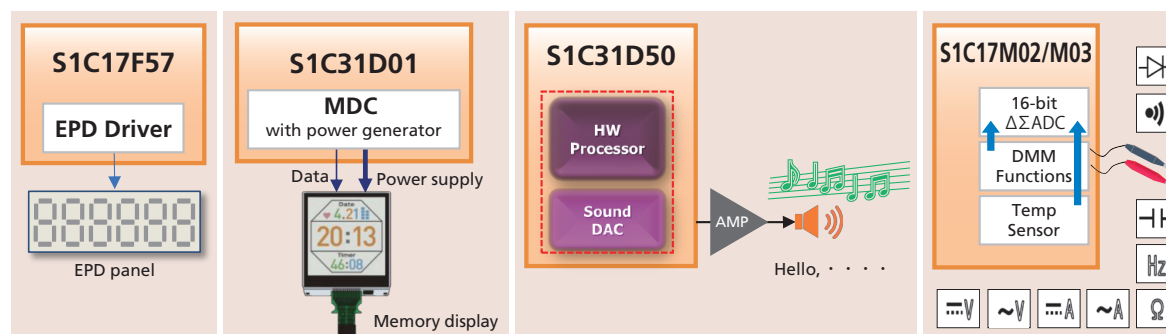 S1C17F57
EPD Driver
EPD panel
S1C31D01
MDC
with power generator
Data
Power supply
Date
4.21
20:13
Timer
46:08
Memory display
S1C31D50
HW
Processor
Sound
DAC
AMP
Hello, · · · ·
S1C17M02/M03
16-bit
ΔΣADC
DMM
Functions
Temp
Sensor
Hz
V
~V
A
~A
Ω